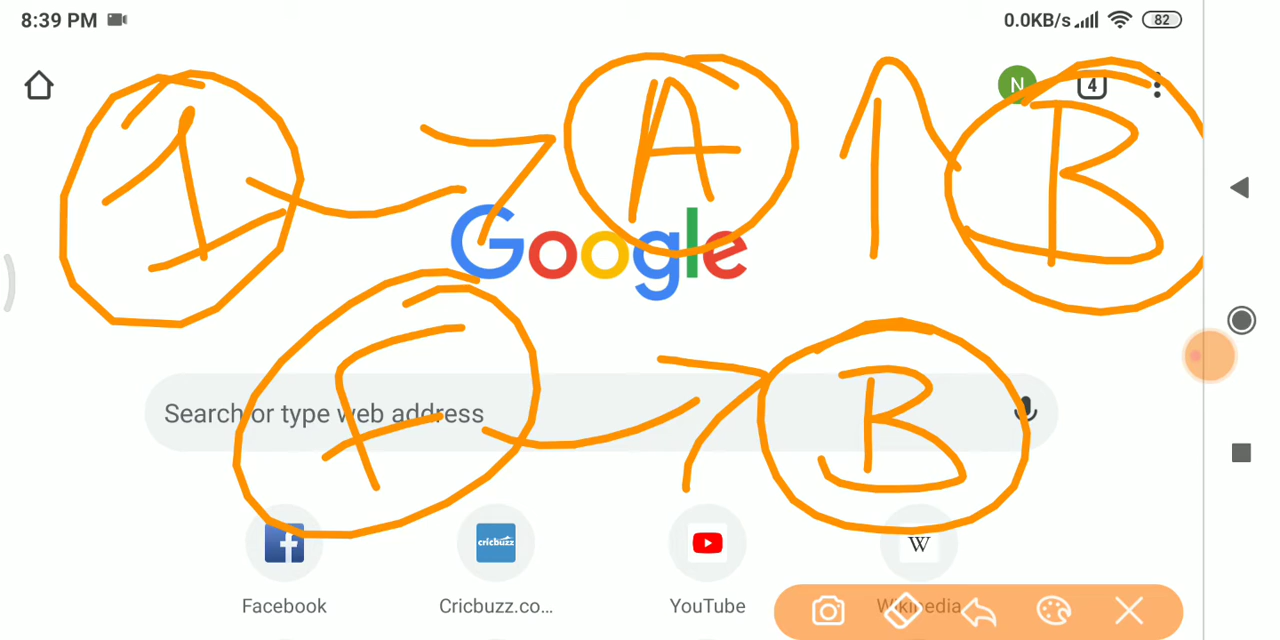 8:39 PM 0.0KB/s 82
N 4
1 A B
Google
F B
Search or type web address
f cricbuzz W
Facebook Cricbuzz.co... YouTube Wikipedia